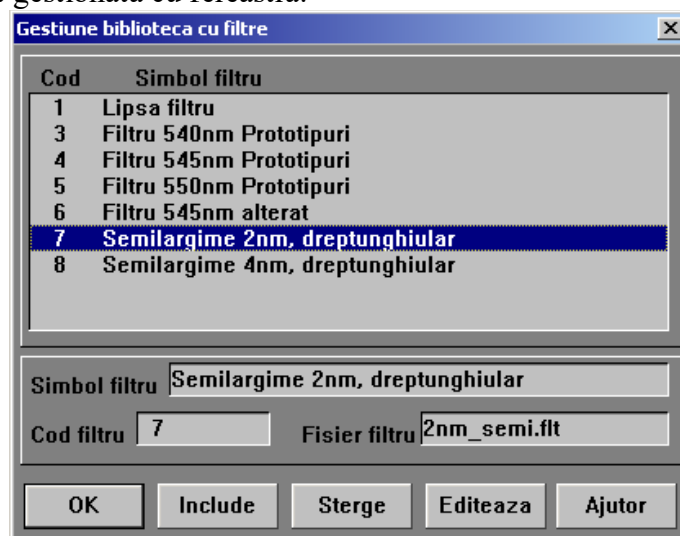 gestionata cu fereastra:
Gestiune biblioteca cu filtre
Cod Simbol filtru
1 Lipsa filtru
3 Filtru 540nm Prototipuri
4 Filtru 545nm Prototipuri
5 Filtru 550nm Prototipuri
6 Filtru 545nm alterat
7 Semilargime 2nm, dreptunghiular
8 Semilargime 4nm, dreptunghiular
Simbol filtru Semilargime 2nm, dreptunghiular
Cod filtru 7 Fisier filtru 2nm_semi.flt
OK Include Sterge Editeaza Ajutor